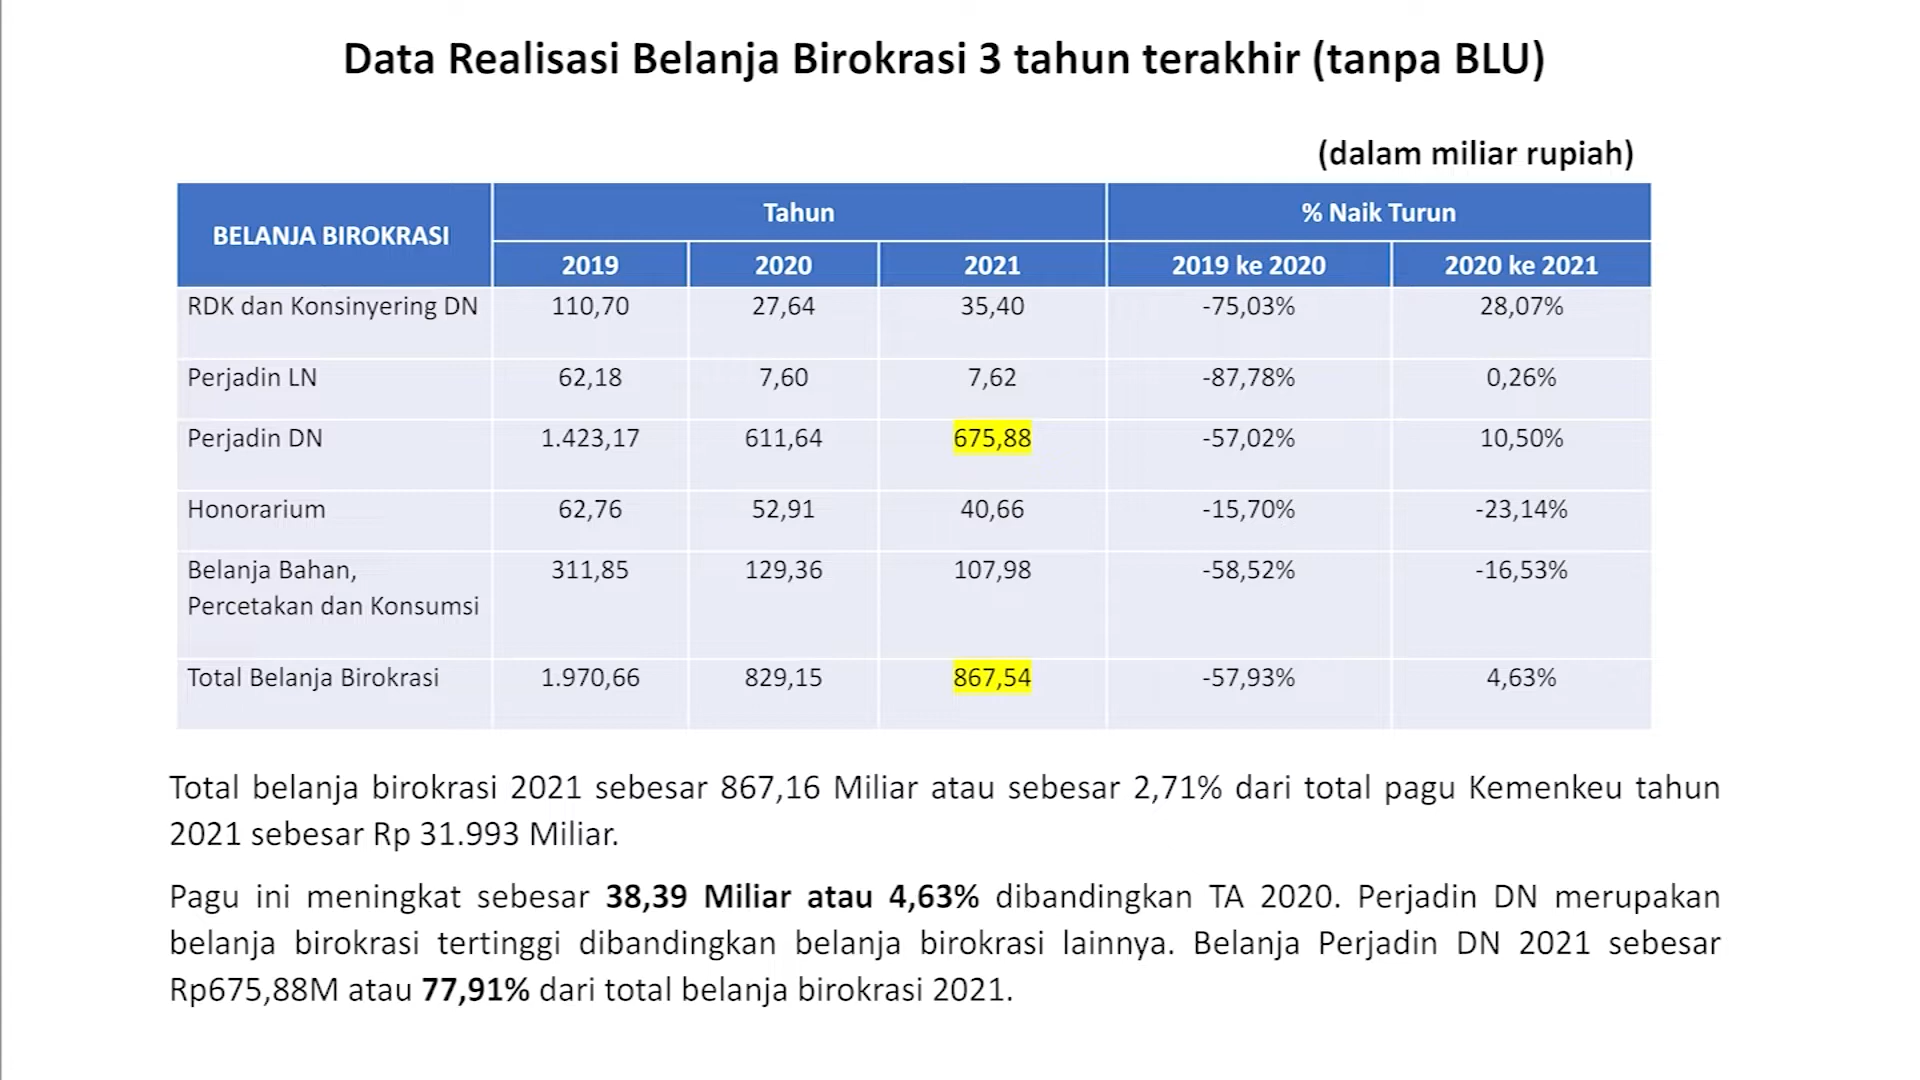 Data Realisasi Belanja Birokrasi 3 tahun terakhir (tanpa BLU)
(dalam miliar rupiah)
BELANJA BIROKRASI Tahun % Naik Turun
2019 2020 2021 2019 ke 2020 2020 ke 2021
RDK dan Konsinyering DN 110,70 27,64 35,40 -75,03% 28,07%
Perjadin LN 62,18 7,60 7,62 -87,78% 0,26%
Perjadin DN 1.423,17 611,64 675,88 -57,02% 10,50%
Honorarium 62,76 52,91 40,66 -15,70% -23,14%
Belanja Bahan, 311,85 129,36 107,98 -58,52% -16,53%
Percetakan dan Konsumsi
Total Belanja Birokrasi 1.970,66 829,15 867,54 -57,93% 4,63%
Total belanja birokrasi 2021 sebesar 867,16 Miliar atau sebesar 2,71% dari total pagu Kemenkeu tahun
2021 sebesar Rp 31.993 Miliar.
Pagu ini meningkat sebesar 38,39 Miliar atau 4,63% dibandingkan TA 2020. Perjadin DN merupakan
belanja birokrasi tertinggi dibandingkan belanja birokrasi lainnya. Belanja Perjadin DN 2021 sebesar
Rp675,88M atau 77,91% dari total belanja birokrasi 2021.